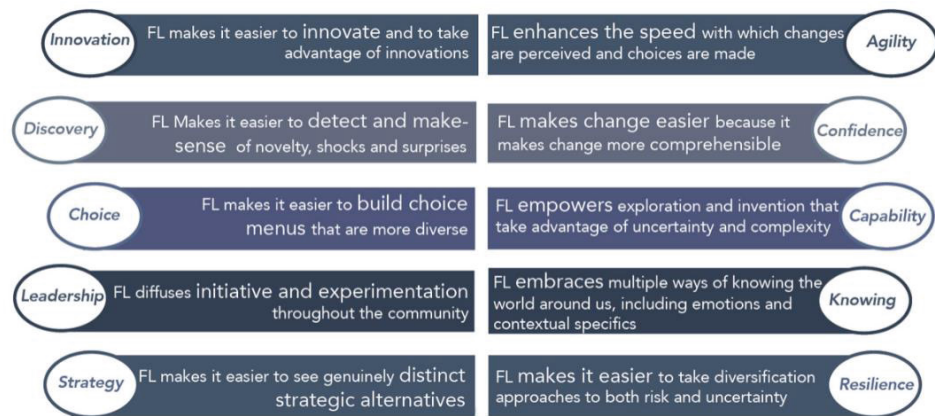 Innovation
FL makes it easier to innovate and to take
advantage of innovations
FL enhances the speed with which changes
are perceived and choices are made
Agility
Discovery
FL Makes it easier to detect and make-
sense of novelty, shocks and surprises
FL makes change easier because it
makes change more comprehensible
Confidence
Choice
FL makes it easier to build choice
menus that are more diverse
FL empowers exploration and invention that
take advantage of uncertainty and complexity
Capability
Leadership
FL diffuses initiative and experimentation
throughout the community
FL embraces multiple ways of knowing the
world around us, including emotions and
contextual specifics
Knowing
Strategy
FL makes it easier to see genuinely distinct
strategic alternatives
FL makes it easier to take diversification
approaches to both risk and uncertainty
Resilience